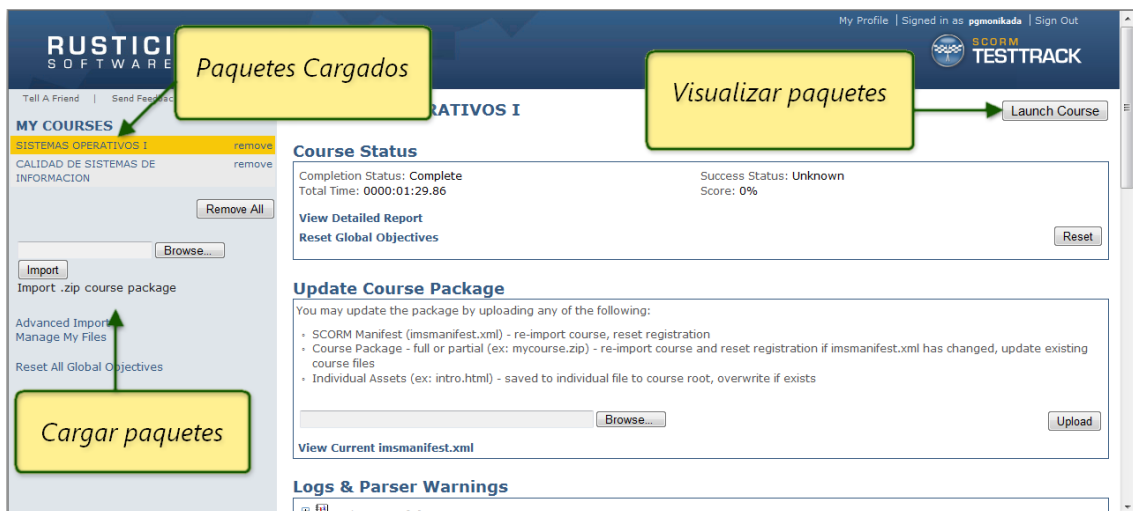 My Profile | Signed in as pgmonikada | Sign Out
RUSTICI
SOFTWARE
SCORM
TESTTRACK
Paquetes Cargados
Visualizar paquetes
Tell A Friend | Send
MY COURSES
SISTEMAS OPERATIVOS I remove
CALIDAD DE SISTEMAS DE remove
INFORMACION
Remove All
Browse...
Import
Import .zip course package
Advanced Import
Manage My Files
Reset All Global Objectives
Cargar paquetes
RATIVOS I
Launch Course
Course Status
Completion Status: Complete Success Status: Unknown
Total Time: 0000:01:29.86 Score: 0%
View Detailed Report
Reset Global Objectives Reset
Update Course Package
You may update the package by uploading any of the following:
◦ SCORM Manifest (imsmanifest.xml) - re-import course, reset registration
◦ Course Package - full or partial (ex: mycourse.zip) - re-import course and reset registration if imsmanifest.xml has changed, update existing
course files
◦ Individual Assets (ex: intro.html) - saved to individual file to course root, overwrite if exists
Browse... Upload
View Current imsmanifest.xml
Logs & Parser Warnings